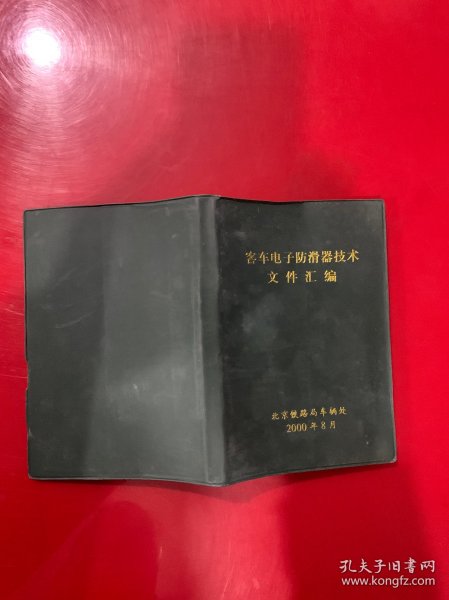 客车电子防滑器技术
文件汇编
北京铁路局车辆处
2000年8月
孔夫子旧书网
www.kongfz.com